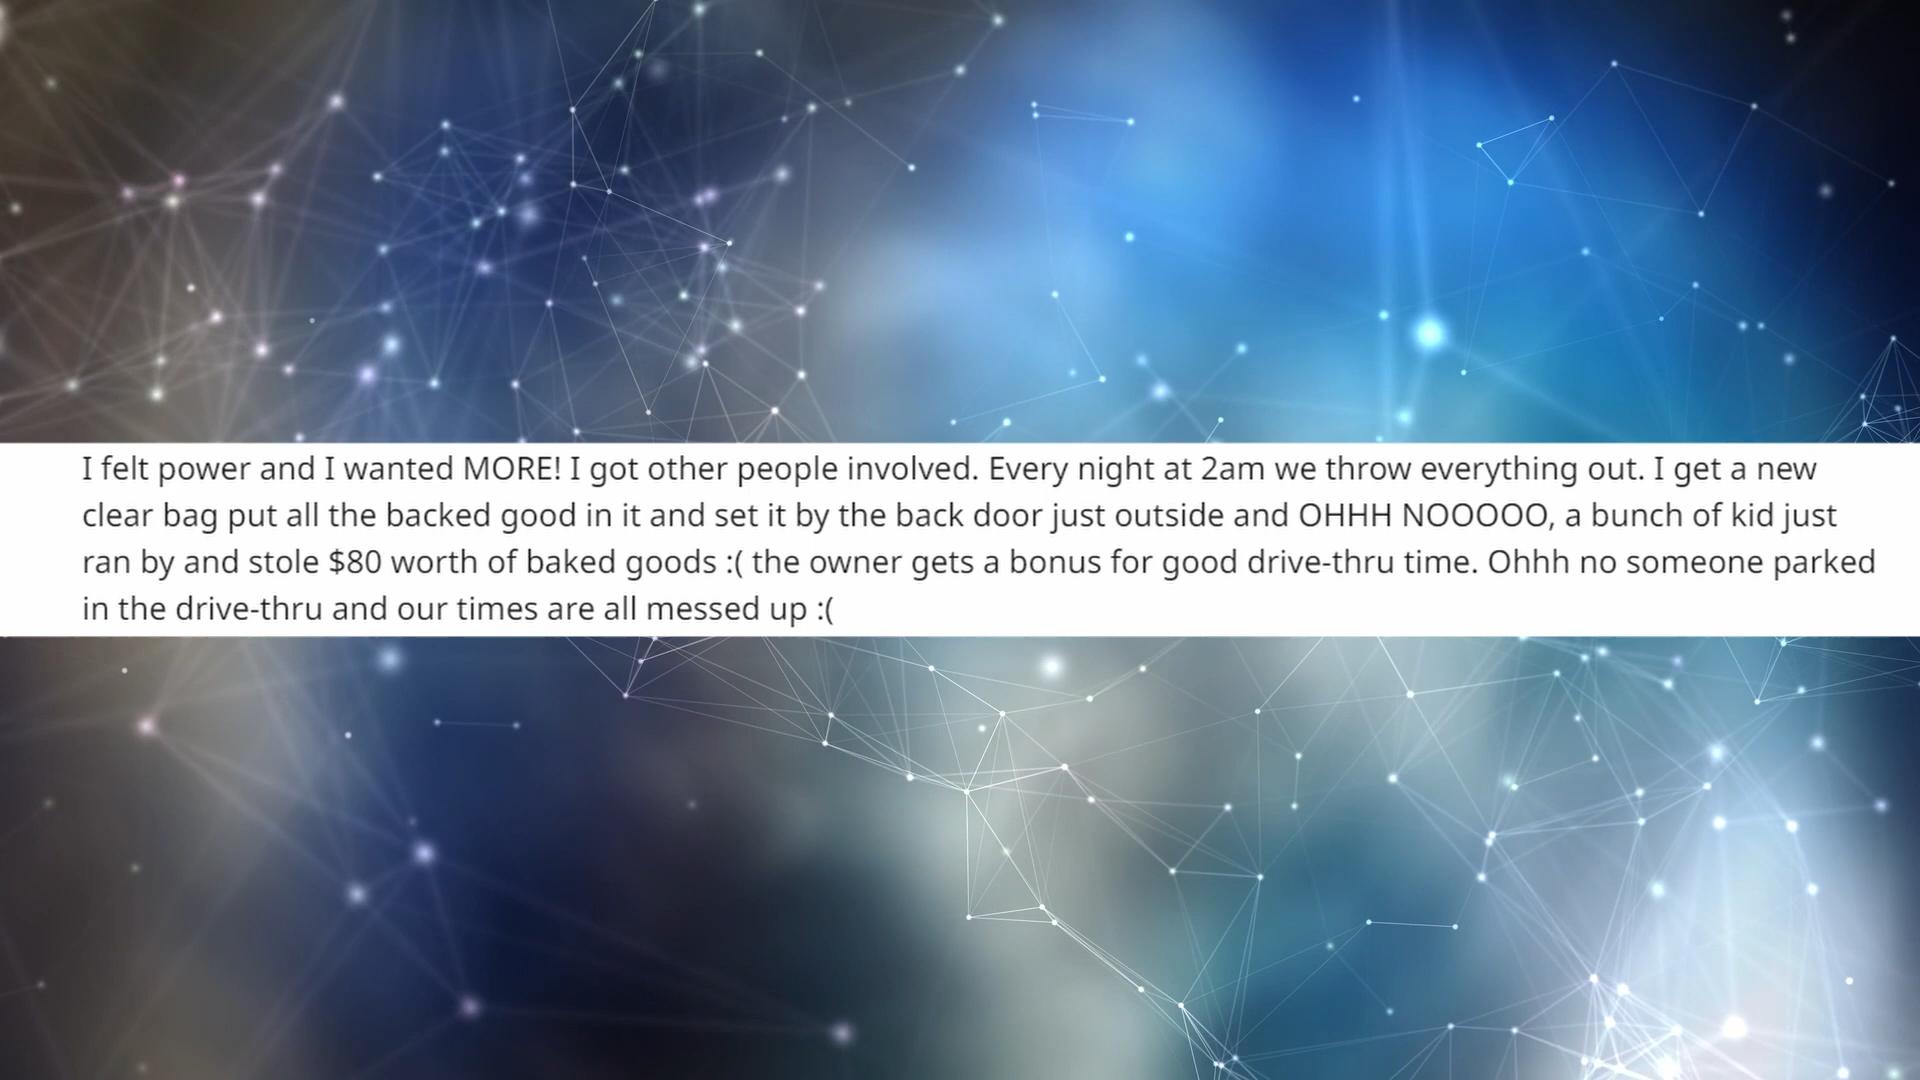 I felt power and I wanted MORE! I got other people involved. Every night at 2am we throw everything out. I get a new
clear bag put all the backed good in it and set it by the back door just outside and OHHH NOOOOO, a bunch of kid just
ran by and stole $80 worth of baked goods :( the owner gets a bonus for good drive-thru time. Ohhh no someone parked
in the drive-thru and our times are all messed up :(